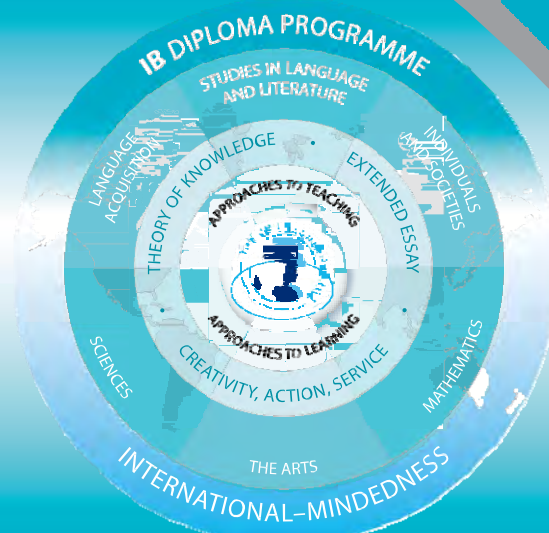 IB DIPLOMA PROGRAMME
STUDIES IN LANGUAGE
AND LITERATURE
LANGUAGE
ACQUISITION
INDIVIDUALS
AND SOCIETIES
THEORY OF KNOWLEDGE
EXTENDED ESSAY
APPROACHES TO TEACHING
APPROACHES TO LEARNING
CREATIVITY, ACTION, SERVICE
SCIENCES
MATHEMATICS
THE ARTS
INTERNATIONAL–MINDEDNESS